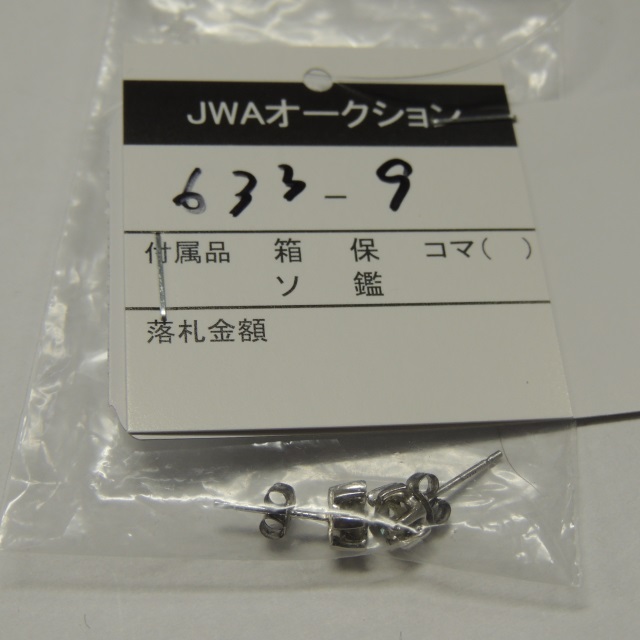 JWAオークション
633-9
付属品 箱 保 コマ( )
ソ 鑑
落札金額